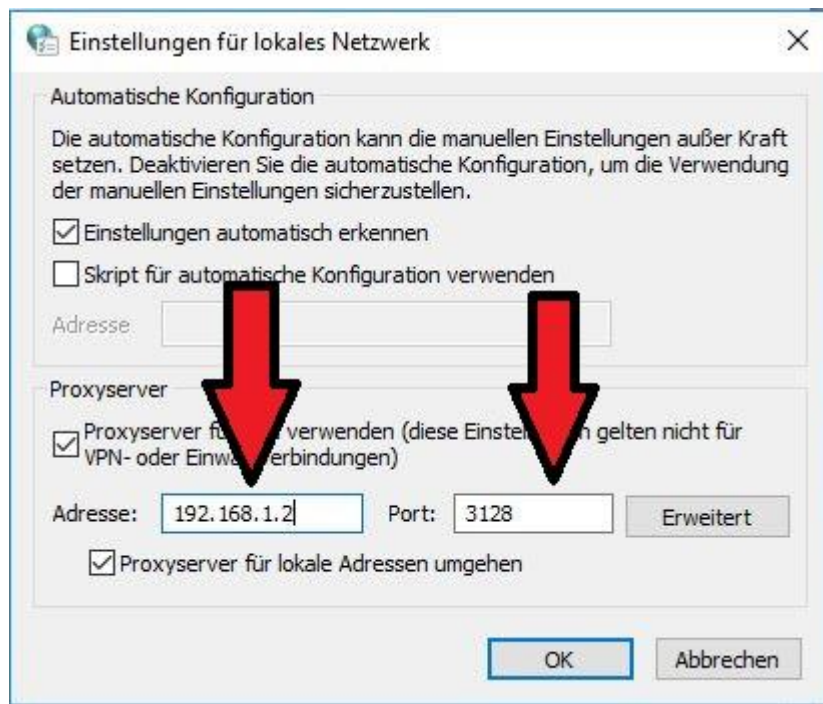 Einstellungen für lokales Netzwerk
Automatische Konfiguration
Die automatische Konfiguration kann die manuellen Einstellungen außer Kraft
setzen. Deaktivieren Sie die automatische Konfiguration, um die Verwendung
der manuellen Einstellungen sicherzustellen.
Einstellungen automatisch erkennen
Skript für automatische Konfiguration verwenden
Adresse
Proxyserver
Proxyserver verwenden (diese gelten nicht für
VPN- oder
Adresse: 192.168.1.2 Port: 3128 Erweitert
Proxyserver für lokale Adressen umgehen
OK Abbrechen